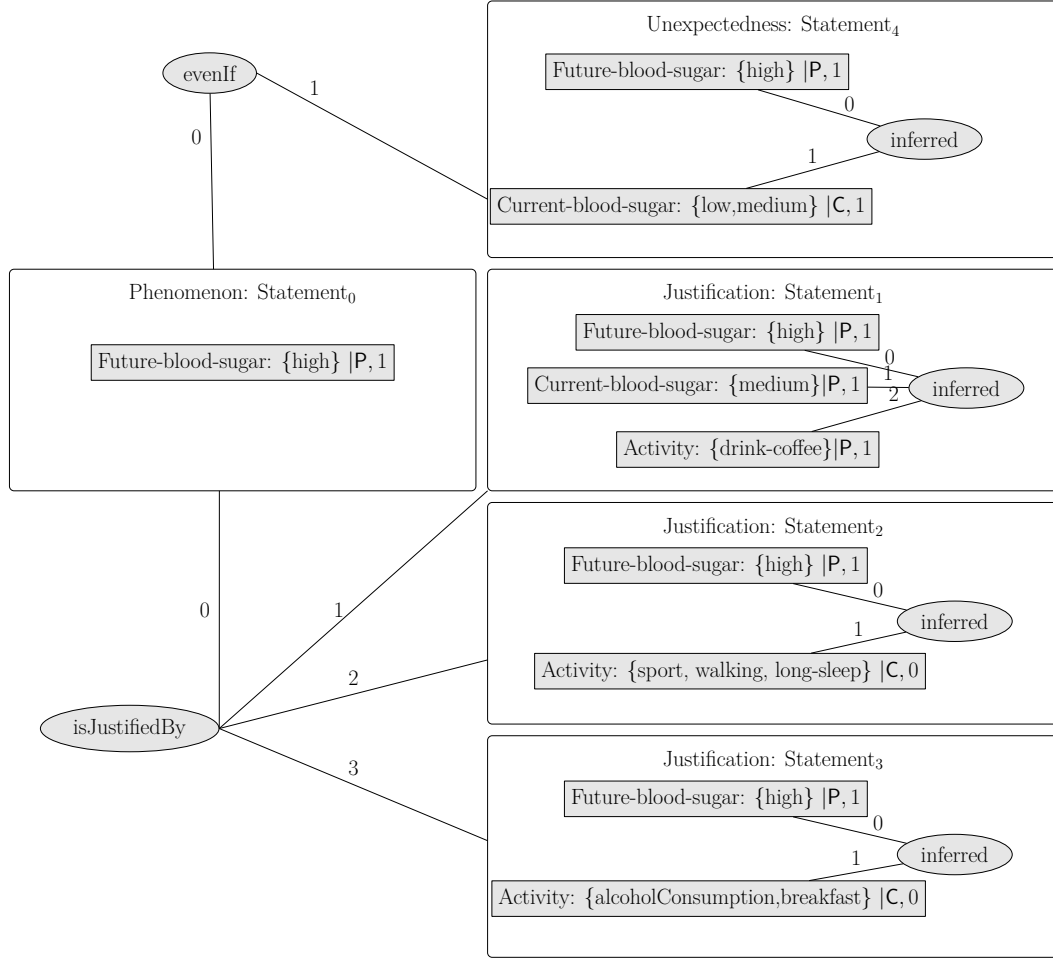 Unexpectedness: Statement₄
evenIf
Future-blood-sugar: {high} |P, 1
1
0
0
inferred
1
Current-blood-sugar: {low,medium} |C, 1
Phenomenon: Statement₀
Future-blood-sugar: {high} |P, 1
Justification: Statement₁
Future-blood-sugar: {high} |P, 1
0
Current-blood-sugar: {medium}|P, 1
1
inferred
2
Activity: {drink-coffee}|P, 1
Justification: Statement₂
Future-blood-sugar: {high} |P, 1
0
inferred
1
Activity: {sport, walking, long-sleep} |C, 0
0
1
2
3
isJustifiedBy
Justification: Statement₃
Future-blood-sugar: {high} |P, 1
0
inferred
1
Activity: {alcoholConsumption,breakfast} |C, 0